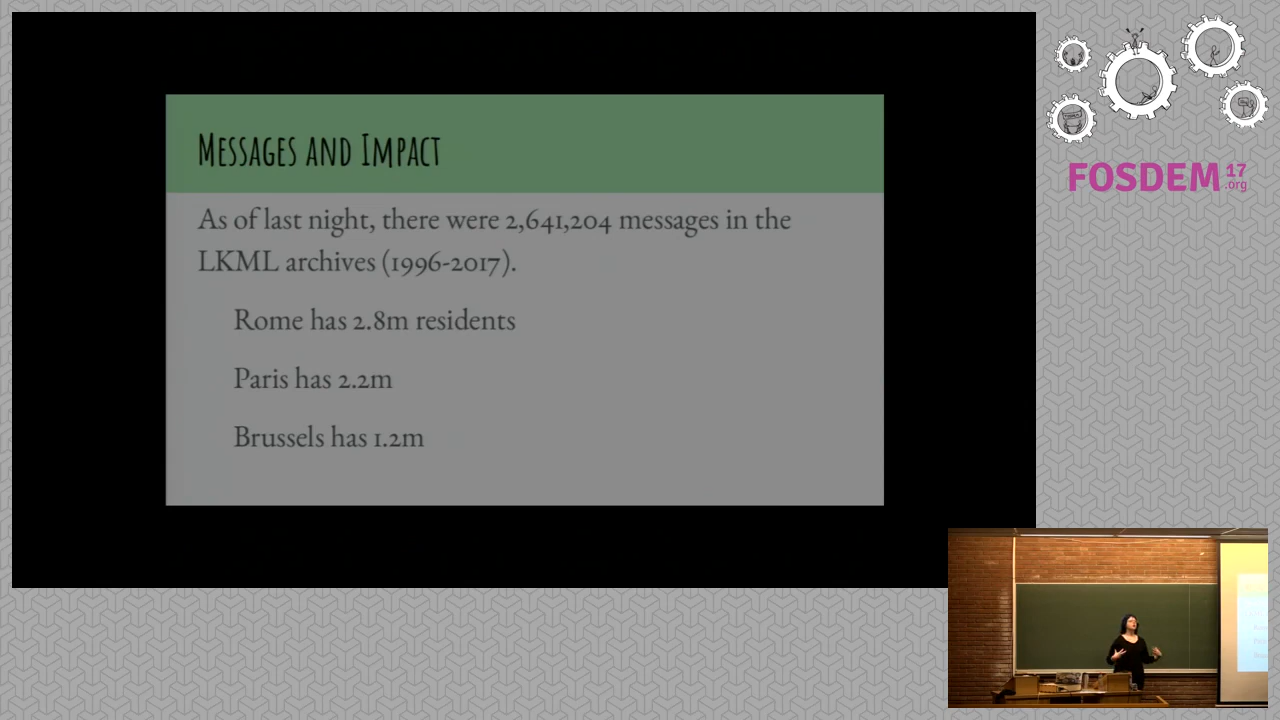 Messages and Impact
As of last night, there were 2,641,204 messages in the
LKML archives (1996-2017).
Rome has 2.8m residents
Paris has 2.2m
Brussels has 1.2m
FOSDEM 17
.org